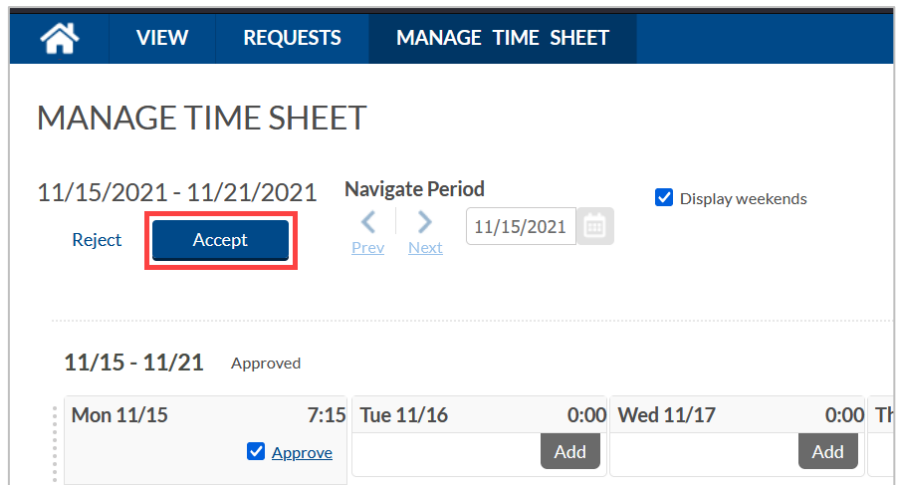 VIEW REQUESTS MANAGE TIME SHEET
MANAGE TIME SHEET
11/15/2021 - 11/21/2021 Navigate Period
Display weekends
11/15/2021
Reject Accept
Prev Next
11/15 - 11/21 Approved
Mon 11/15 7:15 Tue 11/16 0:00 Wed 11/17 0:00 Th
Approve Add Add